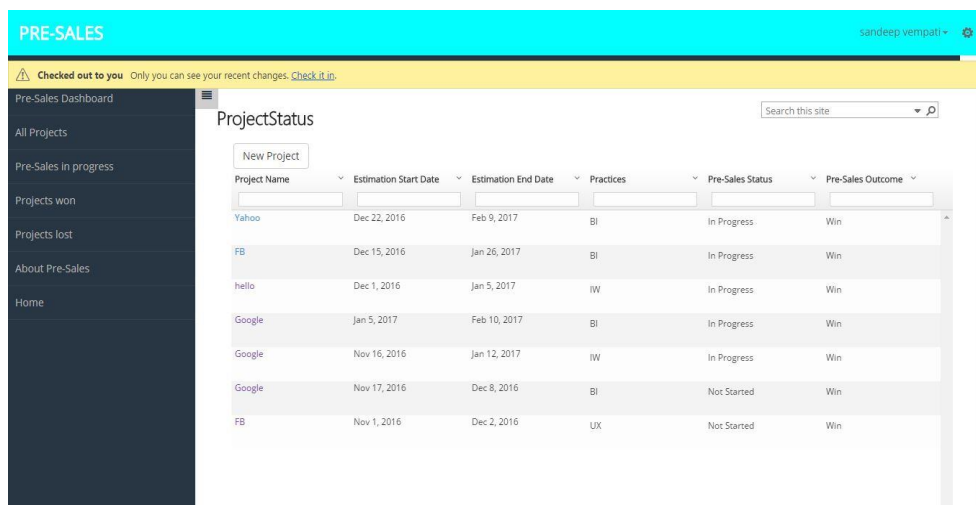 PRE-SALES
sandeep vempati
Checked out to you Only you can see your recent changes. Check it in.
Pre-Sales Dashboard
All Projects
Pre-Sales in progress
Projects won
Projects lost
About Pre-Sales
Home
ProjectStatus
Search this site
New Project
Project Name Estimation Start Date Estimation End Date Practices Pre-Sales Status Pre-Sales Outcome
Yahoo Dec 22, 2016 Feb 9, 2017 BI In Progress Win
FB Dec 15, 2016 Jan 26, 2017 BI In Progress Win
hello Dec 1, 2016 Jan 5, 2017 IW In Progress Win
Google Jan 5, 2017 Feb 10, 2017 BI In Progress Win
Google Nov 16, 2016 Jan 12, 2017 IW In Progress Win
Google Nov 17, 2016 Dec 8, 2016 BI Not Started Win
FB Nov 1, 2016 Dec 2, 2016 UX Not Started Win